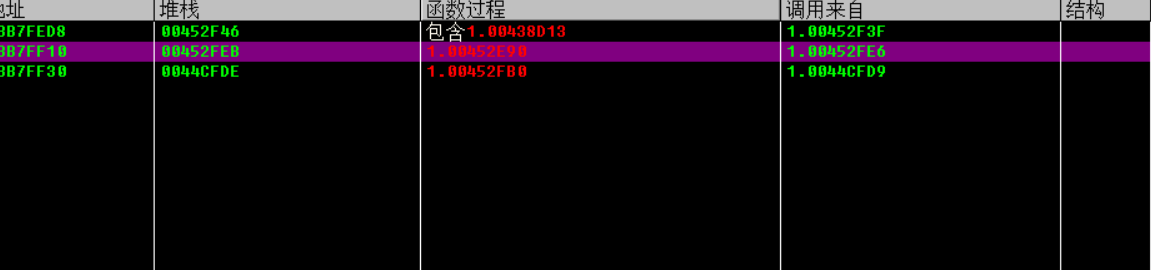 址 堆栈 函数过程 调用来自 结构
3B7FED8 00452F46 包含1.00438D13 1.00452F3F
3B7FF10 00452FEB 1.00452E90 1.00452FE6
3B7FF30 0044CFDE 1.00452FB0 1.0044CFD9